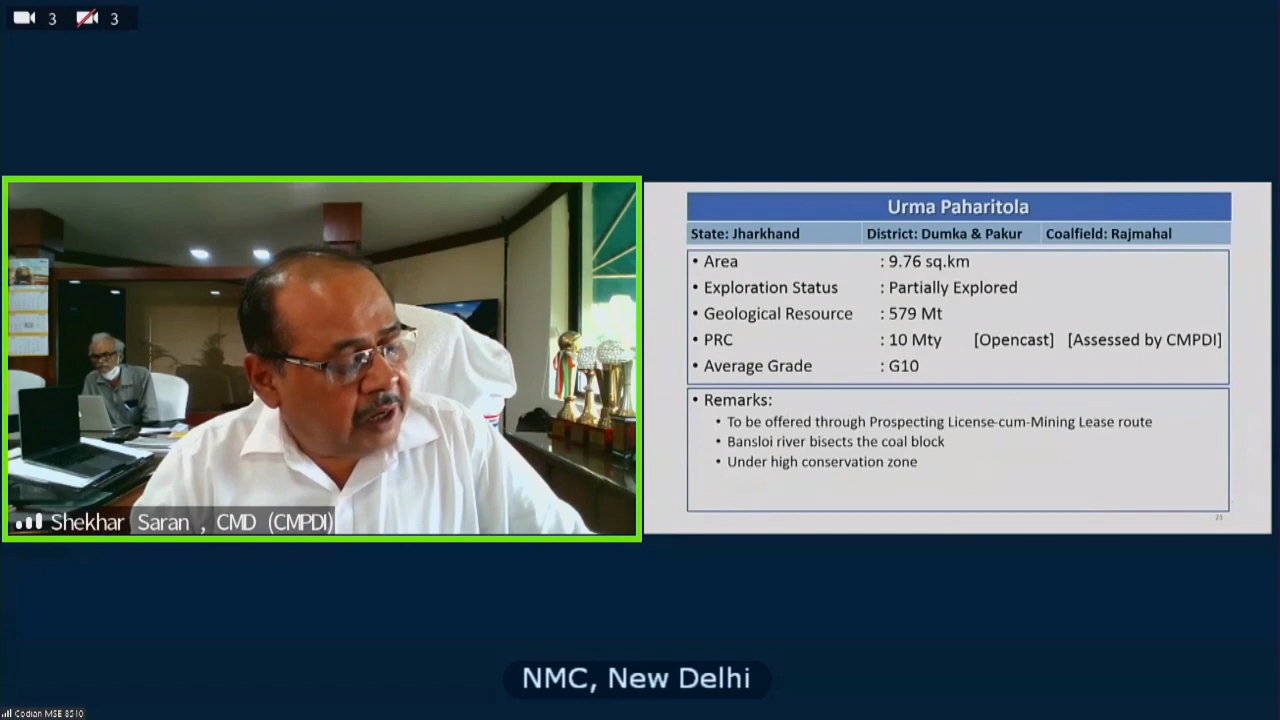 3 3
Shekhar Saran , CMD (CMPDI)
Urma Paharitola
State: Jharkhand District: Dumka & Pakur Coalfield: Rajmahal
• Area : 9.76 sq.km
• Exploration Status : Partially Explored
• Geological Resource : 579 Mt
• PRC : 10 Mty [Opencast] [Assessed by CMPDI]
• Average Grade : G10
• Remarks:
• To be offered through Prospecting License-cum-Mining Lease route
• Bansloi river bisects the coal block
• Under high conservation zone
21
NMC, New Delhi
Codian MSE 8510